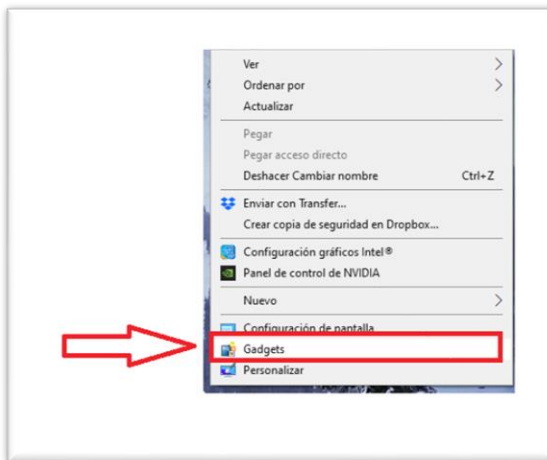 Ver
Ordenar por
Actualizar
Pegar
Pegar acceso directo
Deshacer Cambiar nombre Ctrl+Z
Enviar con Transfer...
Crear copia de seguridad en Dropbox...
Configuración gráficos Intel®
Panel de control de NVIDIA
Nuevo
Configuración de pantalla
Gadgets
Personalizar